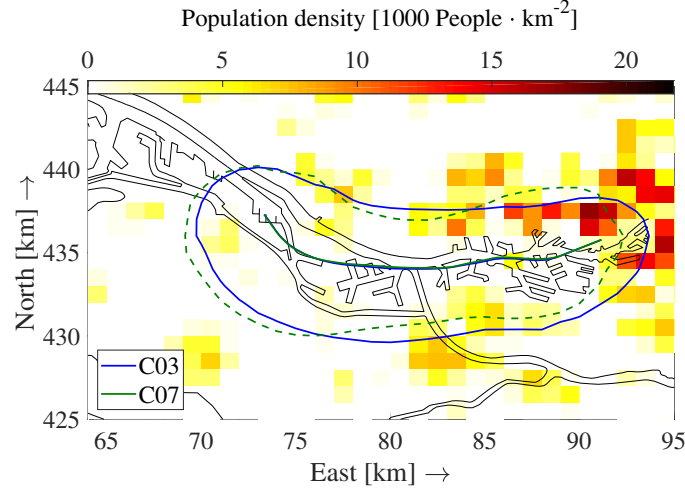 Population density [1000 People · km⁻²]
0 5 10 15 20
445
440
435
430
425
North [km] →
C03
C07
65 70 75 80 85 90 95
East [km] →